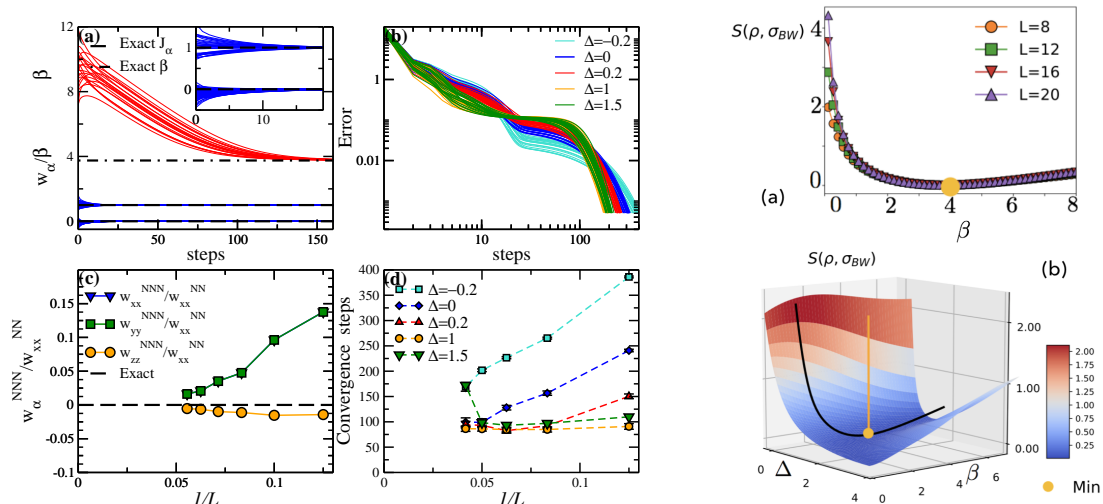 (a)
Exact J_α
Exact β
w_α/β
β
12
10
8
6
4
2
0
1
0
0
10
0
25
50
75
100
125
150
steps
(b)
Δ=−0.2
Δ=0
Δ=0.2
Δ=1
Δ=1.5
Error
1
0.01
10
100
steps
(c)
w_xx^NNN/w_xx^NN
w_yy^NNN/w_xx^NN
w_zz^NNN/w_xx^NN
Exact
w_α^NNN/w_xx^NN
0.15
0.1
0.05
0
-0.05
-0.1
0
0.05
0.1
1/L
(d)
Δ=−0.2
Δ=0
Δ=0.2
Δ=1
Δ=1.5
Convergence steps
400
350
300
250
200
150
100
50
0
0
0.05
0.1
1/L
S(ρ, σ_BW)
L=8
L=12
L=16
L=20
4
2
0
(a)
0
2
4
6
8
β
S(ρ, σ_BW)
(b)
2.00
1.00
0.00
0
Δ
2
4
0
2
4
β
6
2.00
1.75
1.50
1.25
1.00
0.75
0.50
0.25
Min